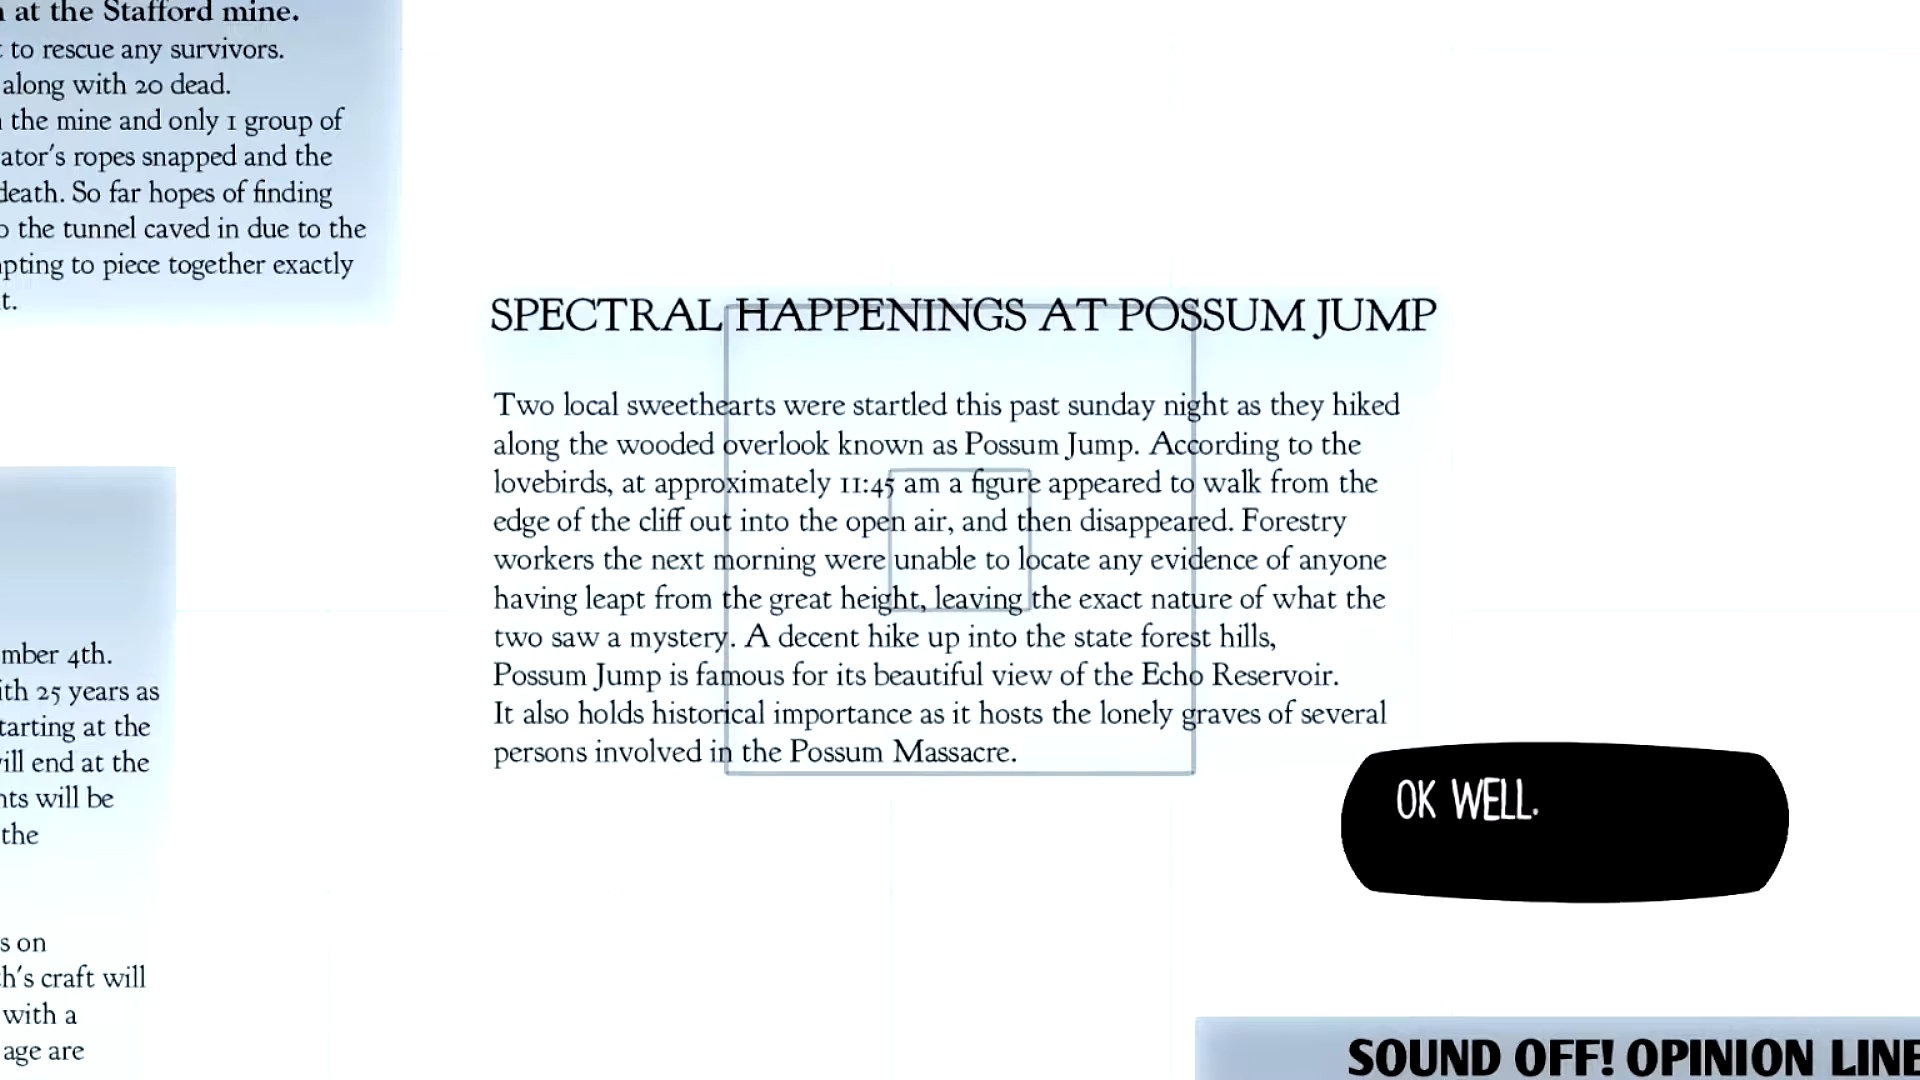 at the Stafford mine.
to rescue any survivors.
along with 20 dead.
the mine and only 1 group of
ropes snapped and the
death. So far hopes of finding
the tunnel caved in due to the
to piece together exactly
SPECTRAL HAPPENINGS AT POSSUM JUMP
Two local sweethearts were startled this past sunday night as they hiked
along the wooded overlook known as Possum Jump. According to the
lovebirds, at approximately 11:45 am a figure appeared to walk from the
edge of the cliff out into the open air, and then disappeared. Forestry
workers the next morning were unable to locate any evidence of anyone
having leapt from the great height, leaving the exact nature of what the
two saw a mystery. A decent hike up into the state forest hills,
Possum Jump is famous for its beautiful view of the Echo Reservoir.
It also holds historical importance as it hosts the lonely graves of several
persons involved in the Possum Massacre.
4th.
25 years as
at the
end at the
will be
the
on
craft will
with a
age are
OK WELL.
SOUND OFF! OPINION LINE